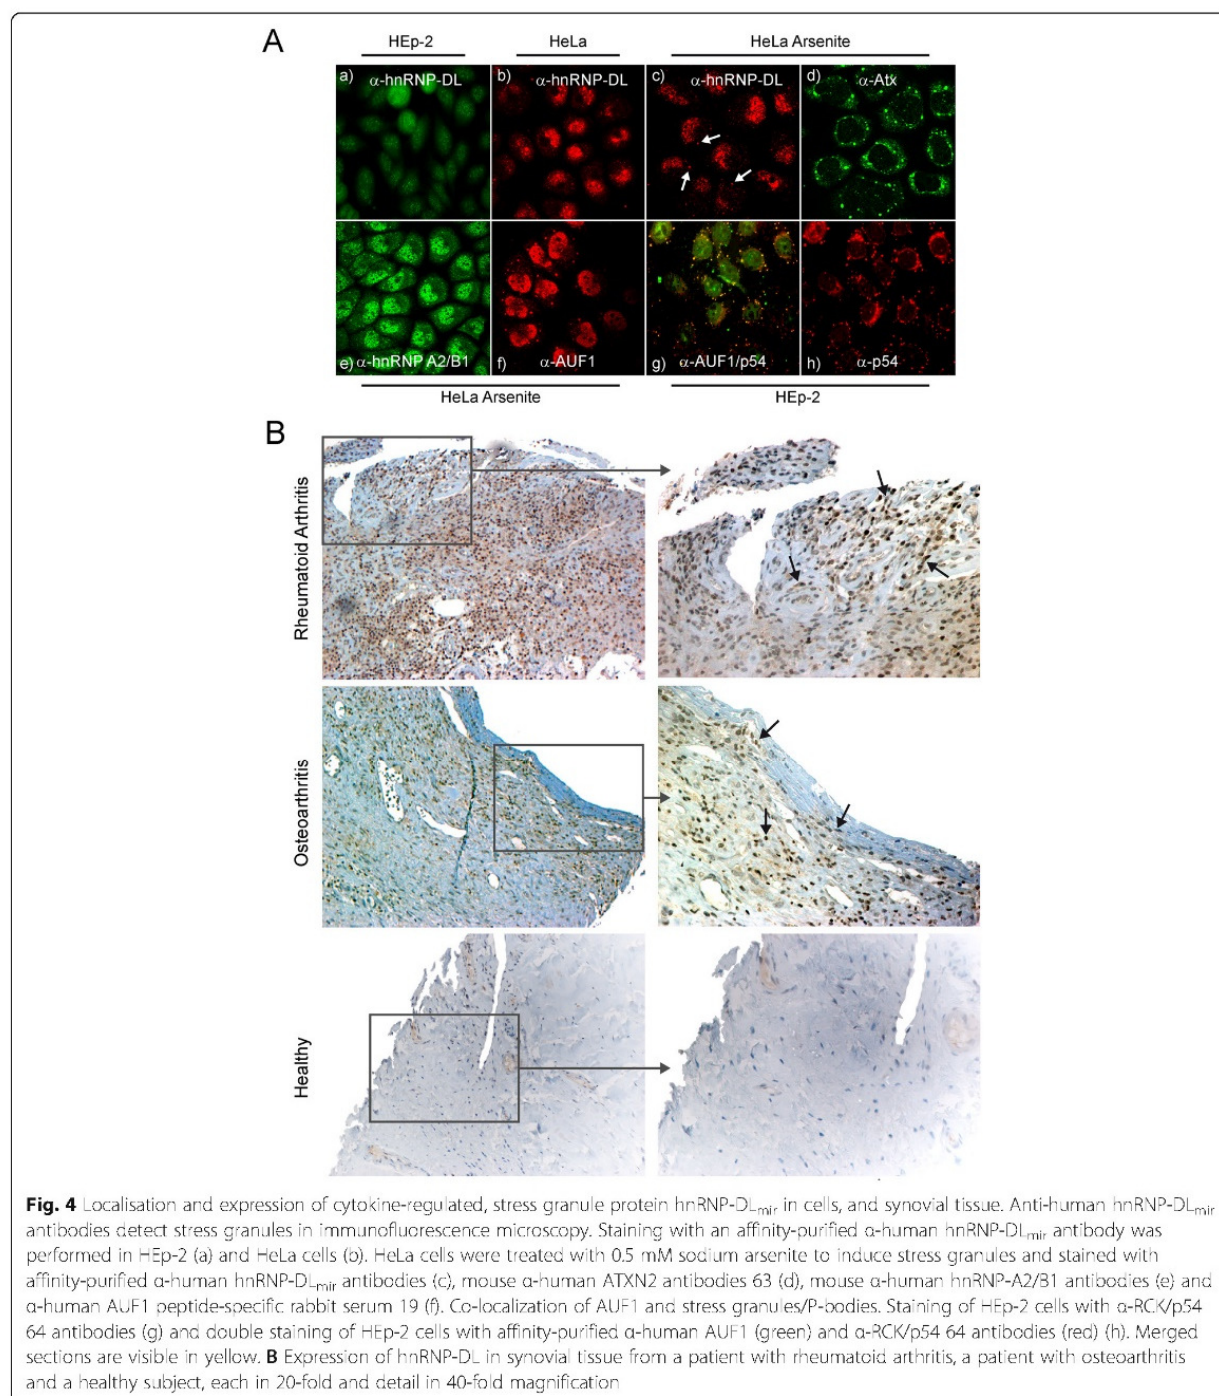 A
HEp-2 HeLa HeLa Arsenite
a) α-hnRNP-DL b) α-hnRNP-DL c) α-hnRNP-DL d) α-Atx
e) α-hnRNP A2/B1 f) α-AUF1 g) α-AUF1/p54 h) α-p54
HeLa Arsenite HEp-2
B
Rheumatoid Arthritis
Osteoarthritis
Healthy
Fig. 4 Localisation and expression of cytokine-regulated, stress granule protein hnRNP-DLmir in cells, and synovial tissue. Anti-human hnRNP-DLmir
antibodies detect stress granules in immunofluorescence microscopy. Staining with an affinity-purified α-human hnRNP-DLmir antibody was
performed in HEp-2 (a) and HeLa cells (b). HeLa cells were treated with 0.5 mM sodium arsenite to induce stress granules and stained with
affinity-purified α-human hnRNP-DLmir antibodies (c), mouse α-human ATXN2 antibodies 63 (d), mouse α-human hnRNP-A2/B1 antibodies (e) and
α-human AUF1 peptide-specific rabbit serum 19 (f). Co-localization of AUF1 and stress granules/P-bodies. Staining of HEp-2 cells with α-RCK/p54
64 antibodies (g) and double staining of HEp-2 cells with affinity-purified α-human AUF1 (green) and α-RCK/p54 64 antibodies (red) (h). Merged
sections are visible in yellow. B Expression of hnRNP-DL in synovial tissue from a patient with rheumatoid arthritis, a patient with osteoarthritis
and a healthy subject, each in 20-fold and detail in 40-fold magnification